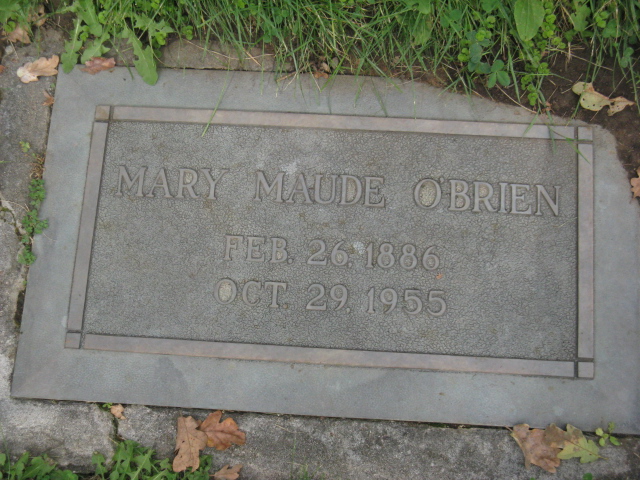 MARY MAUDE O'BRIEN
FEB. 26, 1886
OCT. 29, 1955